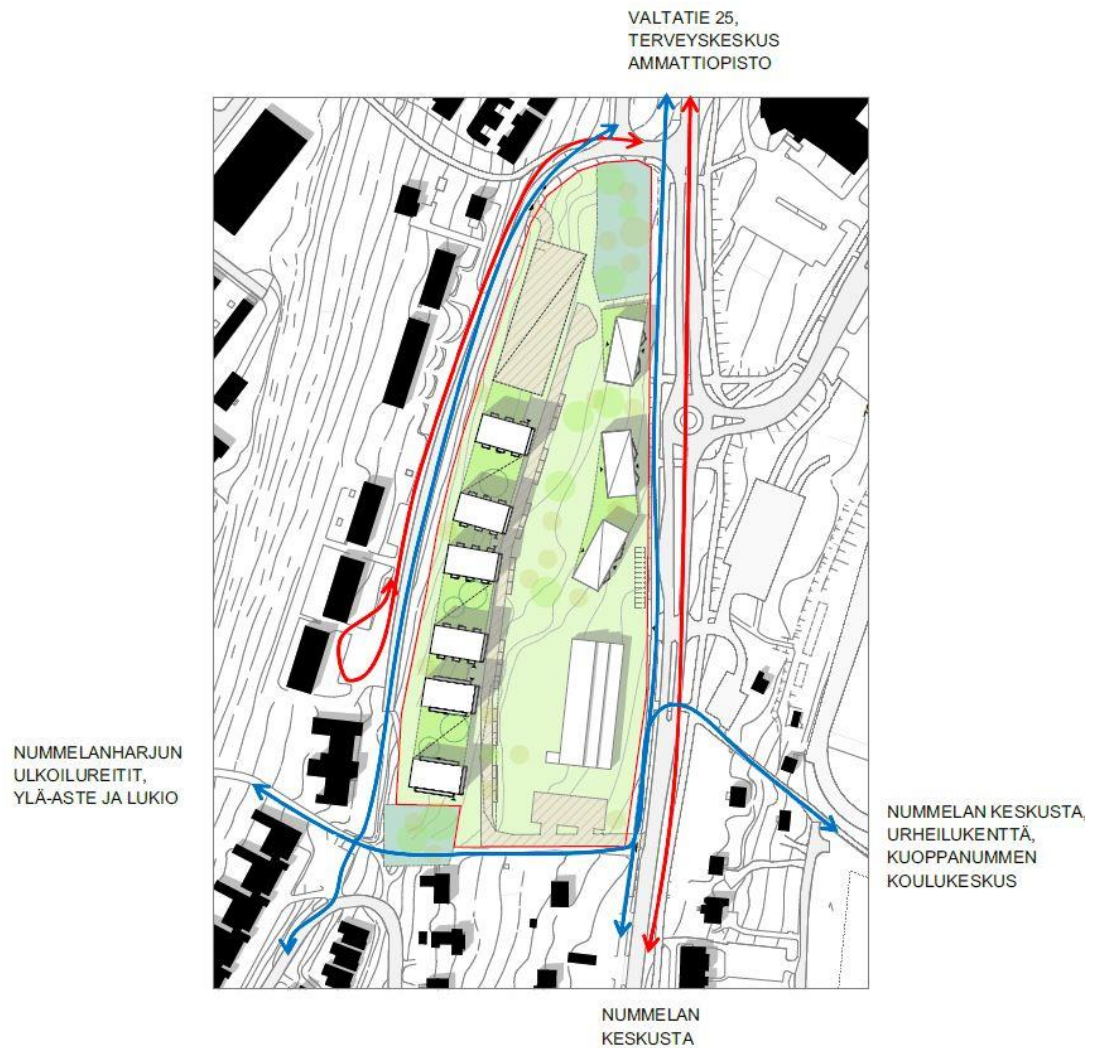 VALTATIE 25,
TERVEYSKESKUS
AMMATTIOPISTO
NUMMELANHARJUN
ULKOILUREITIT,
YLÄ-ASTE JA LUKIO
NUMMELAN KESKUSTA,
URHEILUKENTTÄ,
KUOPPANUMMEN
KOULUKESKUS
NUMMELAN
KESKUSTA